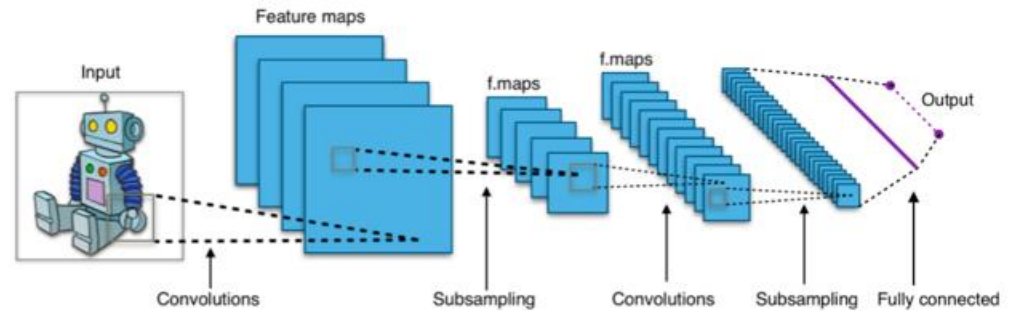 Feature maps
Input
f.maps
f.maps
Output
Convolutions
Subsampling
Convolutions
Subsampling
Fully connected